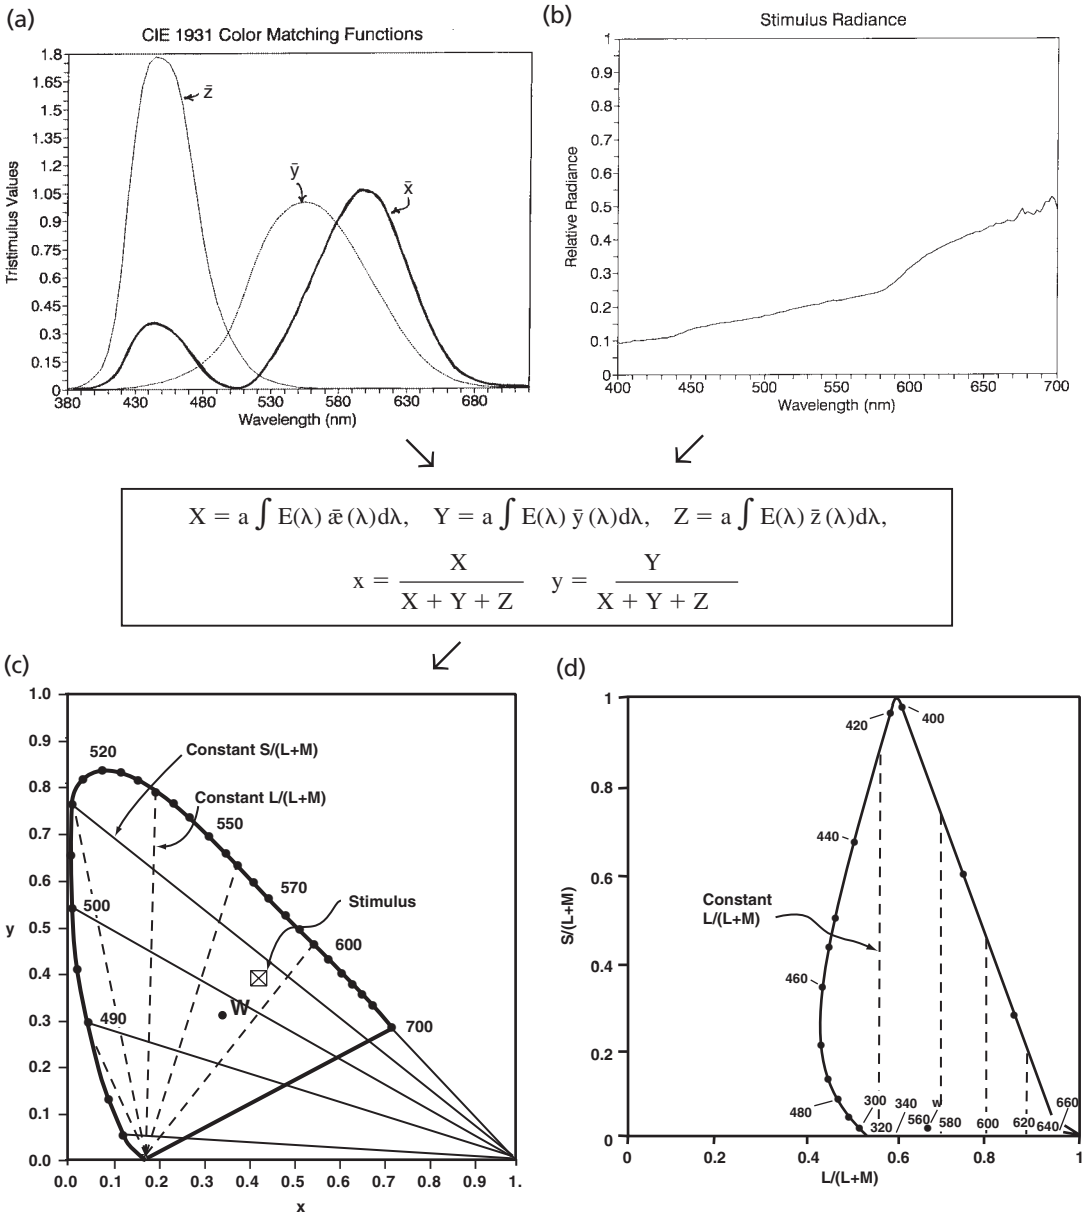 (a)
CIE 1931 Color Matching Functions
Tristimulus Values
1.8
1.65
1.5
1.35
1.2
1.05
0.9
0.75
0.6
0.45
0.3
0.15
0
z̄
ȳ
x̄
380 430 480 530 580 630 680
Wavelength (nm)
(b)
Stimulus Radiance
Relative Radiance
1
0.9
0.8
0.7
0.6
0.5
0.4
0.3
0.2
0.1
0
400 450 500 550 600 650 700
Wavelength (nm)
X = a ∫ E(λ) ǣ (λ)dλ, Y = a ∫ E(λ) ȳ (λ)dλ, Z = a ∫ E(λ) z̄ (λ)dλ,
x = X / X + Y + Z y = Y / X + Y + Z
(c)
y
1.0
0.9
0.8
0.7
0.6
0.5
0.4
0.3
0.2
0.1
0.0
520
Constant S/(L+M)
Constant L/(L+M)
550
570
Stimulus
500
600
W
490
700
0.0 0.1 0.2 0.3 0.4 0.5 0.6 0.7 0.8 0.9 1.
x
(d)
S/(L+M)
1
0.8
0.6
0.4
0.2
0
420
400
440
Constant
L/(L+M)
460
480
300
320
340
w
560
580
600
620
640
660
0 0.2 0.4 0.6 0.8 1
L/(L+M)